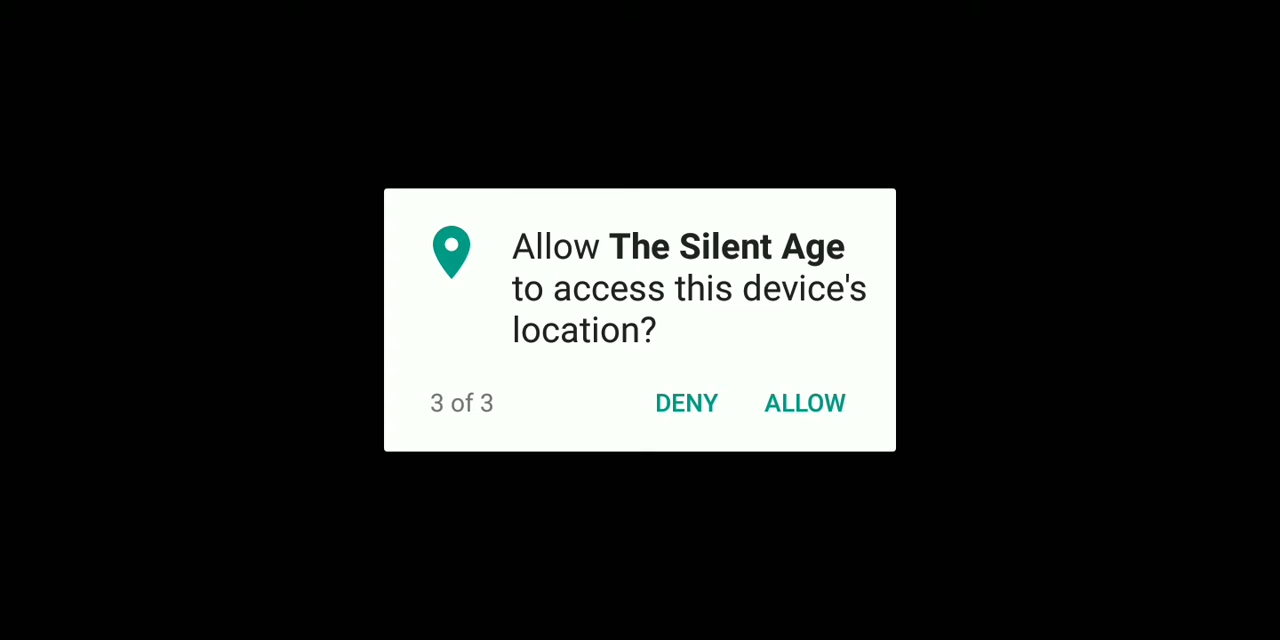 Allow The Silent Age
to access this device's
location?
3 of 3
DENY
ALLOW